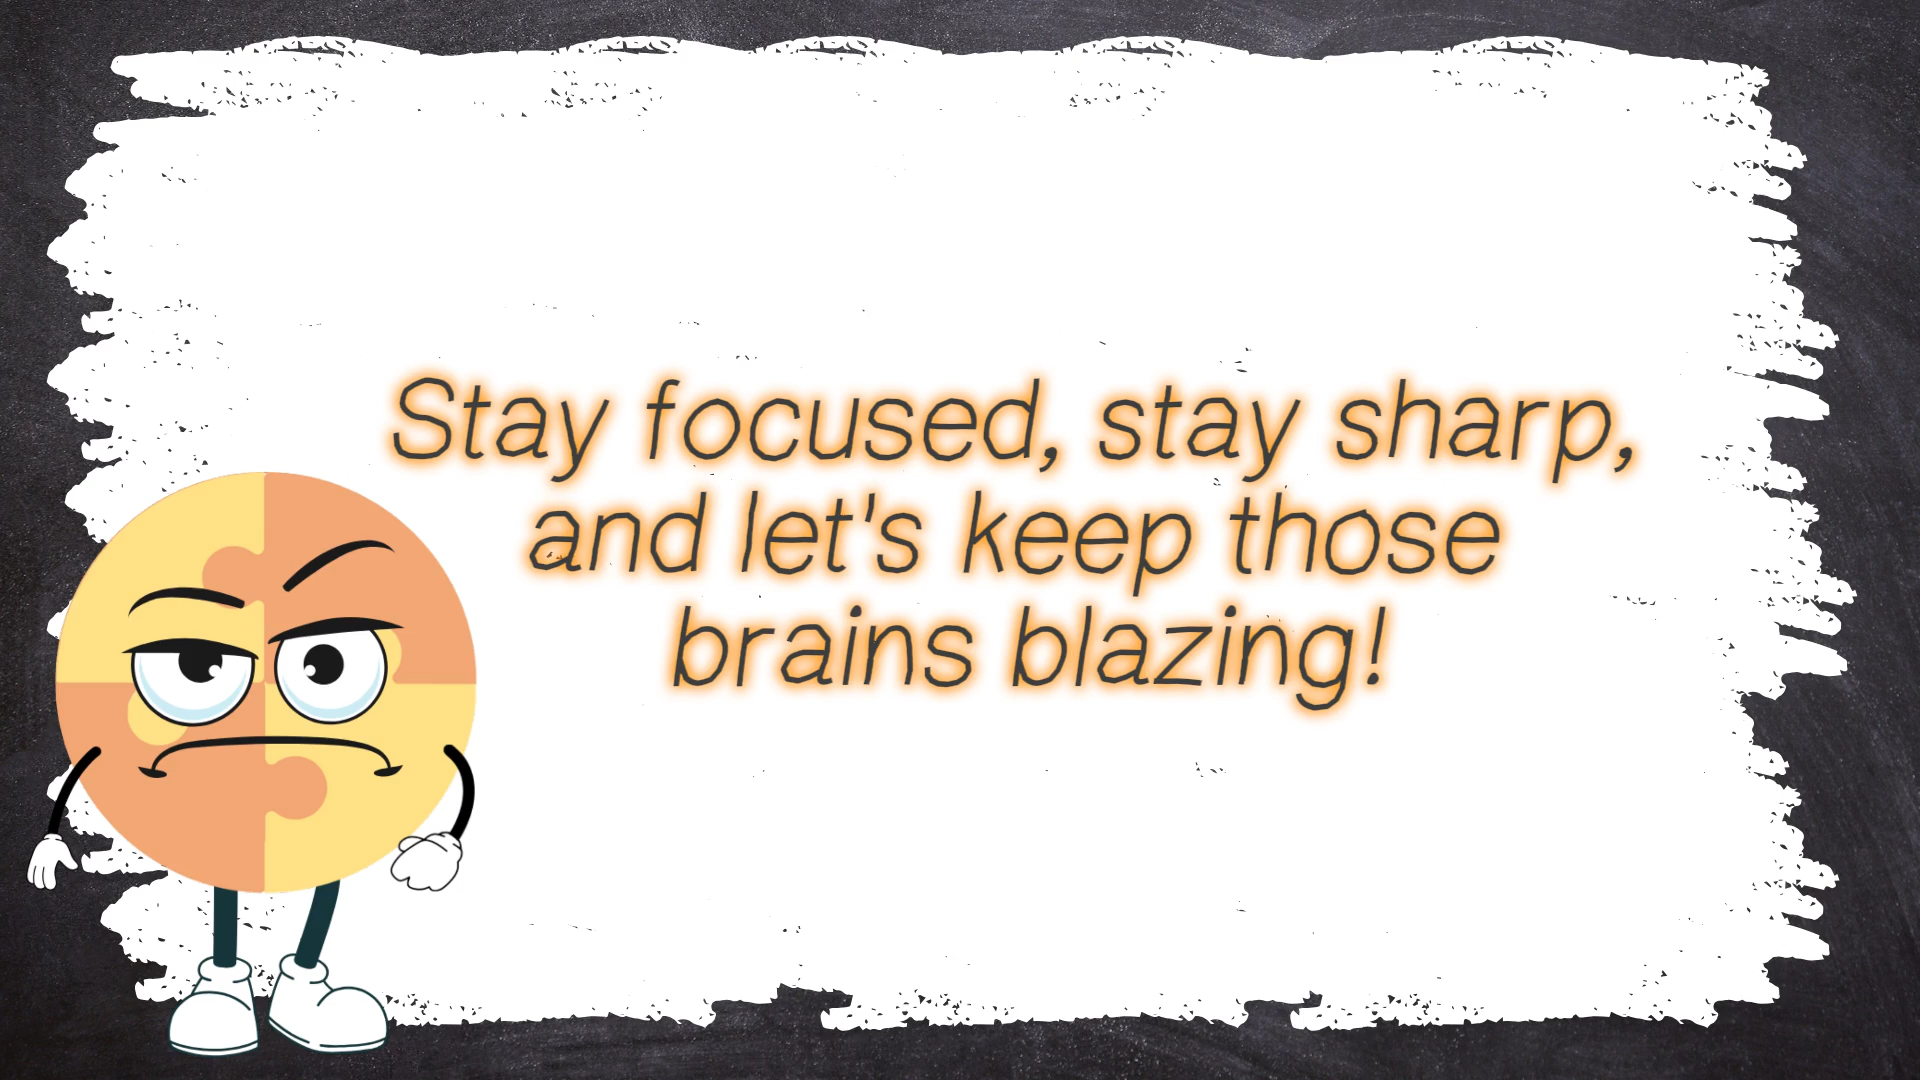 Stay focused, stay sharp,
and let's keep those
brains blazing!